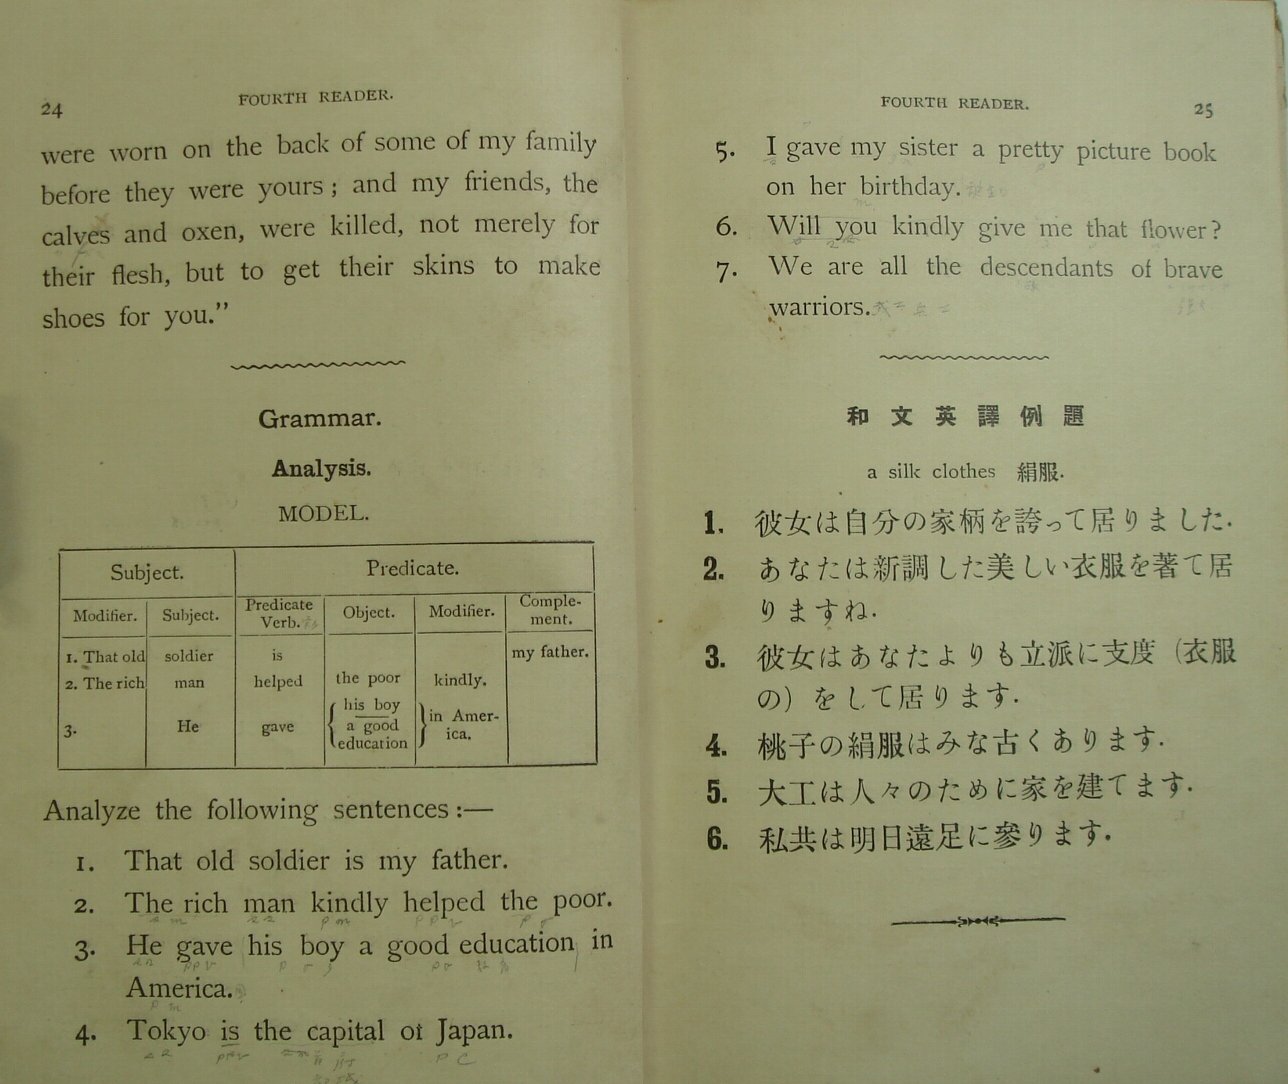 24
FOURTH READER.
were worn on the back of some of my family
before they were yours ; and my friends, the
calves and oxen, were killed, not merely for
their flesh, but to get their skins to make
shoes for you.”
Grammar.
Analysis.
MODEL.
Subject. Predicate.
Modifier. Subject. Predicate Verb. Object. Modifier. Comple-ment.
1. That old soldier is my father.
2. The rich man helped the poor kindly.
3. He gave { his boy
a good
education } in Amer-
ica.
Analyze the following sentences :—
1. That old soldier is my father.
2. The rich man kindly helped the poor.
3. He gave his boy a good education in
America.
4. Tokyo is the capital of Japan.
FOURTH READER.
25
5. I gave my sister a pretty picture book
on her birthday.
6. Will you kindly give me that flower?
7. We are all the descendants of brave
warriors.
和文英譯例題
a silk clothes 絹服.
1. 彼女は自分の家柄を誇って居りました.
2. あなたは新調した美しい衣服を著て居
りますね.
3. 彼女はあなたよりも立派に支度（衣服
の）をして居ります.
4. 桃子の絹服はみな古くあります.
5. 大工は人々のために家を建てます.
6. 私共は明日遠足に參ります.